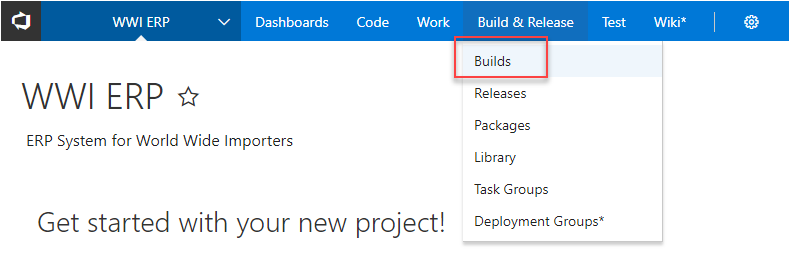 WWI ERP Dashboards Code Work Build & Release Test Wiki*
Builds
WWI ERP
Releases
Packages
ERP System for World Wide Importers
Library
Task Groups
Get started with your new project!
Deployment Groups*